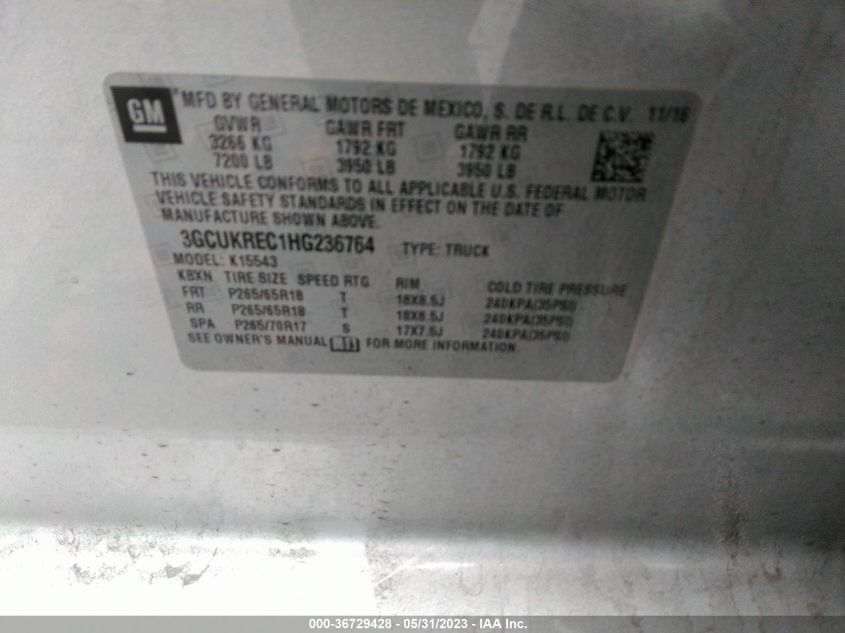 GM
MFD BY GENERAL MOTORS DE MEXICO, S. DE R.L. DE C.V. 11/16
GVWR GAWR FRT GAWR RR
3266 KG 1792 KG 1792 KG
7200 LB 3950 LB 3950 LB
THIS VEHICLE CONFORMS TO ALL APPLICABLE U.S. FEDERAL MOTOR
VEHICLE SAFETY STANDARDS IN EFFECT ON THE DATE OF
MANUFACTURE SHOWN ABOVE.
3GCUKREC1HG236764 TYPE: TRUCK
MODEL: K15543
KBXN TIRE SIZE SPEED RTG RIM COLD TIRE PRESSURE
FRT P265/65R18 T 18X8.5J 240KPA(35PSI)
RR P265/65R18 T 18X8.5J 240KPA(35PSI)
SPA P265/70R17 S 17X7.5J 240KPA(35PSI)
SEE OWNER'S MANUAL FOR MORE INFORMATION.
000-36729428 - 05/31/2023 - IAA Inc.